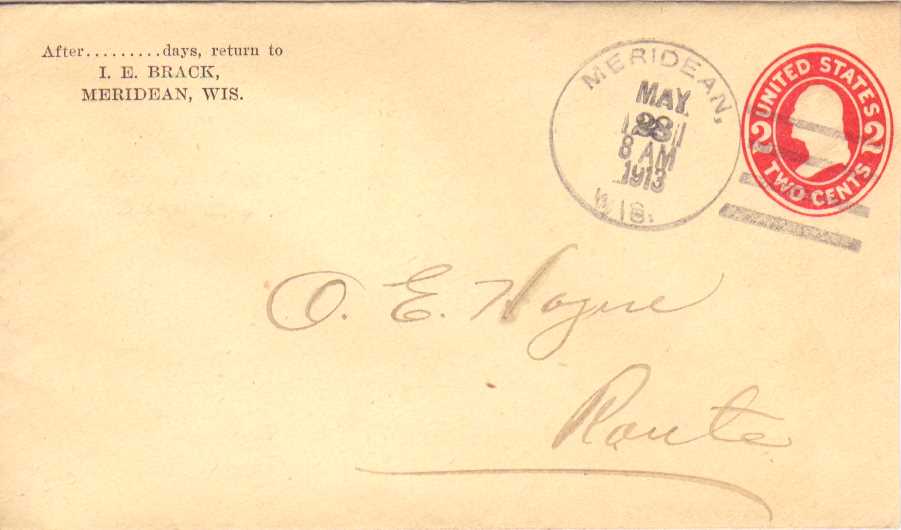 After.........days, return to
I. E. BRACK,
MERIDEAN, WIS.
MERIDEAN,
MAY
28
8 AM
1913
WIS.
UNITED STATES
2 2
TWO CENTS
O. E. Hogue
Route